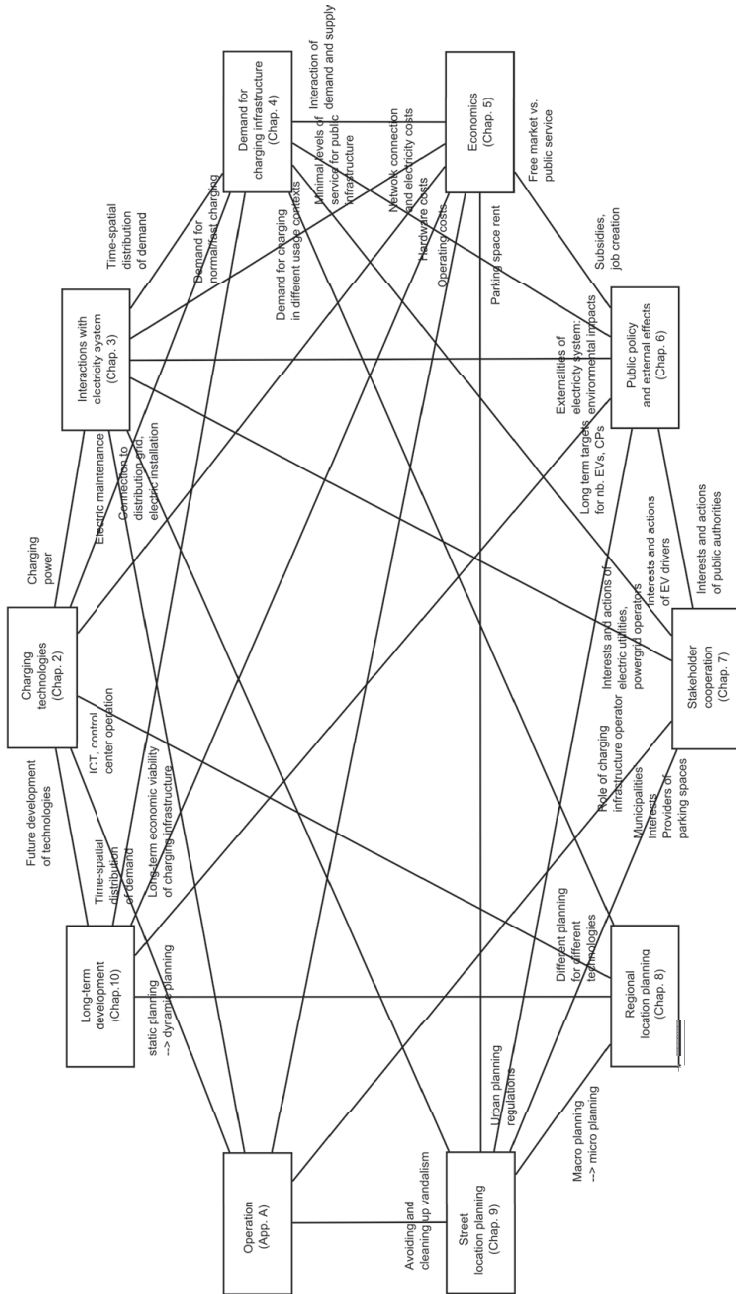 Charging
technologies
(Chap. 2)
Interactions with
electricity system
(Chap. 3)
Demand for
charging infrastructure
(Chap. 4)
Economics
(Chap. 5)
Public policy
and external effects
(Chap. 6)
Stakeholder
cooperation
(Chap. 7)
Regional
location planning
(Chap. 8)
Street
location planning
(Chap. 9)
Operation
(App. A)
Long-term
development
(Chap.10)
Future development
of technologies
Charging
power
Time-spatial
distribution
of demand
Interaction of
demand and supply
Free market vs.
public service
Subsidies,
job creation
Interests and actions
of public authorities
Macro planning
--> micro planning
Avoiding and
cleaning up vandalism
static planning
--> dynamic planning
Time-spatial
distribution
of demand
ICT, control
center operation
Long-term economic viability
of charging infrastructure
Electric maintenance
Connection to
distribution grid,
electric installation
Demand for
normal/fast charging
Demand for charging
in different usage contexts
Minimal levels of
service for public
infrastructure
Network connection
and electricity costs
Hardware costs
Operating costs
Parking space rent
Externalities of
electricity system:
environmental impacts
Long term targets
for nb. EVs, CPs
Interests and actions
of EV drivers
Interests and actions of
electric utilities,
powergrid operators
Role of charging
infrastructure operator
Municipalities
interests
Providers of
parking spaces
Different planning
for different
technologies
Urban planning
regulations